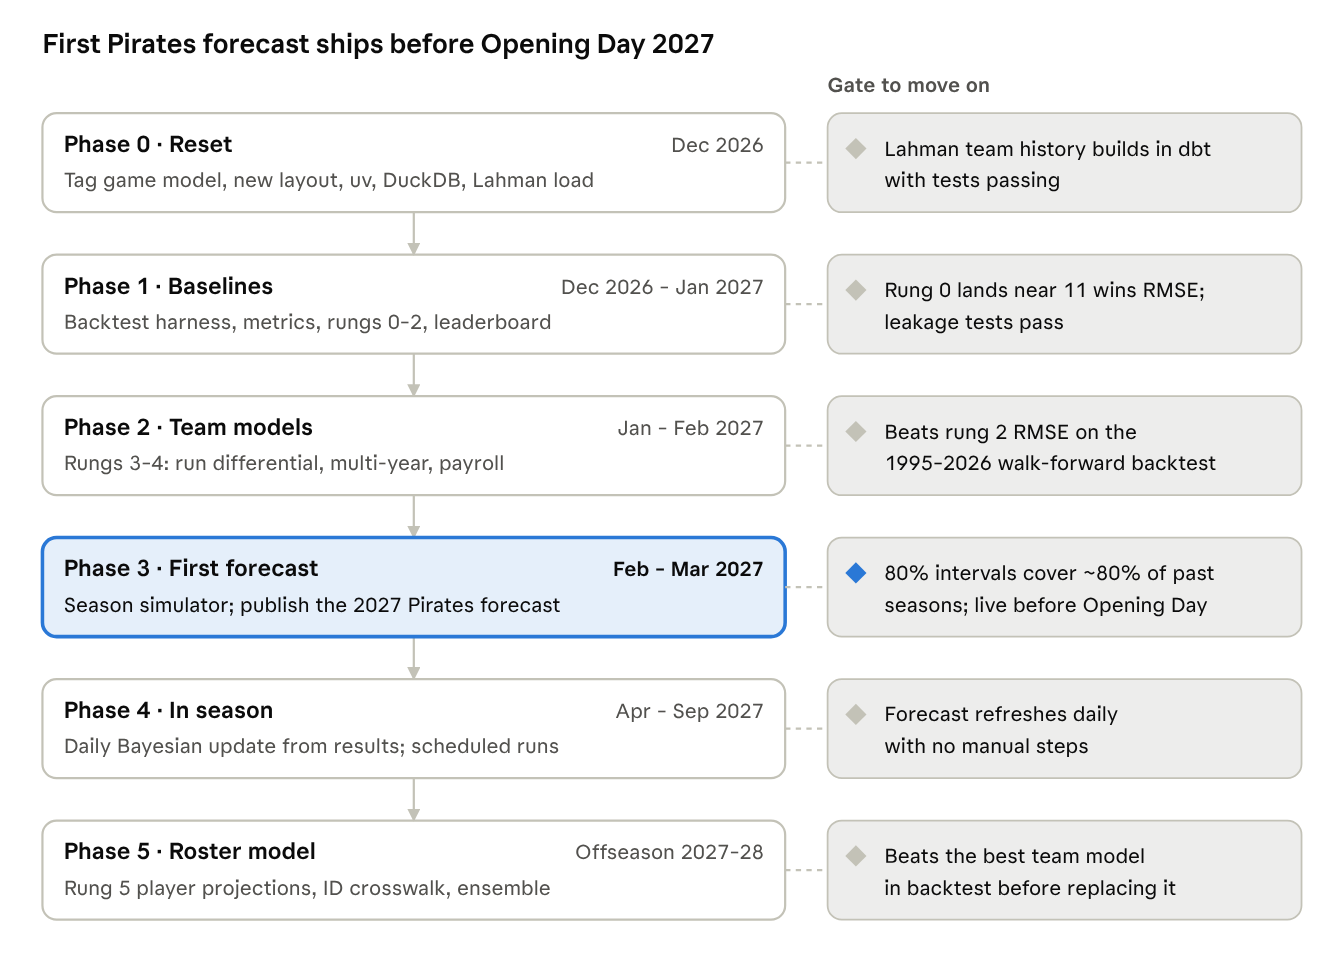 First Pirates forecast ships before Opening Day 2027
Gate to move on
Phase 0 · Reset
Dec 2026
Tag game model, new layout, uv, DuckDB, Lahman load
Lahman team history builds in dbt
with tests passing
Phase 1 · Baselines
Dec 2026 – Jan 2027
Backtest harness, metrics, rungs 0–2, leaderboard
Rung 0 lands near 11 wins RMSE;
leakage tests pass
Phase 2 · Team models
Jan – Feb 2027
Rungs 3–4: run differential, multi-year, payroll
Beats rung 2 RMSE on the
1995–2026 walk-forward backtest
Phase 3 · First forecast
Feb – Mar 2027
Season simulator; publish the 2027 Pirates forecast
80% intervals cover ~80% of past
seasons; live before Opening Day
Phase 4 · In season
Apr – Sep 2027
Daily Bayesian update from results; scheduled runs
Forecast refreshes daily
with no manual steps
Phase 5 · Roster model
Offseason 2027–28
Rung 5 player projections, ID crosswalk, ensemble
Beats the best team model
in backtest before replacing it